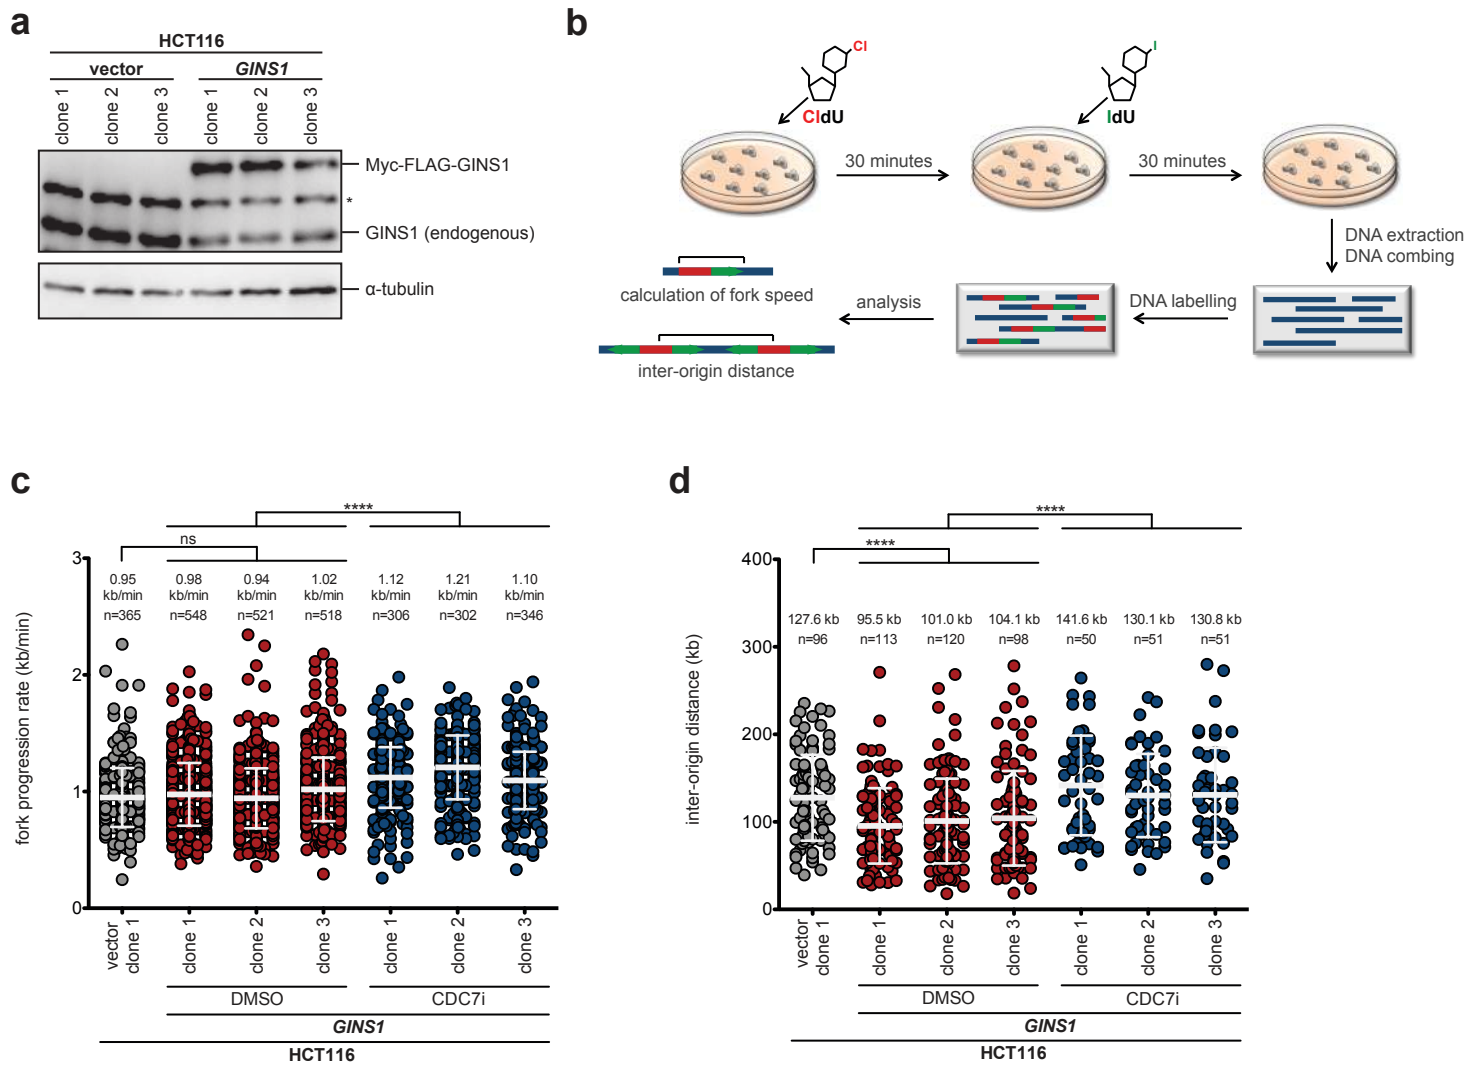 a
HCT116
vector
GINS1
clone 1
clone 2
clone 3
clone 1
clone 2
clone 3
Myc-FLAG-GINS1
*
GINS1 (endogenous)
α-tubulin
b
Cl
CldU
I
IdU
30 minutes
30 minutes
DNA extraction
DNA combing
DNA labelling
analysis
calculation of fork speed
inter-origin distance
c
****
ns
fork progression rate (kb/min)
3
2
1
0
0.95
kb/min
n=365
0.98
kb/min
n=548
0.94
kb/min
n=521
1.02
kb/min
n=518
1.12
kb/min
n=306
1.21
kb/min
n=302
1.10
kb/min
n=346
vector
clone 1
clone 1
clone 2
clone 3
clone 1
clone 2
clone 3
DMSO
CDC7i
GINS1
HCT116
d
****
****
inter-origin distance (kb)
400
300
200
100
0
127.6 kb
n=96
95.5 kb
n=113
101.0 kb
n=120
104.1 kb
n=98
141.6 kb
n=50
130.1 kb
n=51
130.8 kb
n=51
vector
clone 1
clone 1
clone 2
clone 3
clone 1
clone 2
clone 3
DMSO
CDC7i
GINS1
HCT116